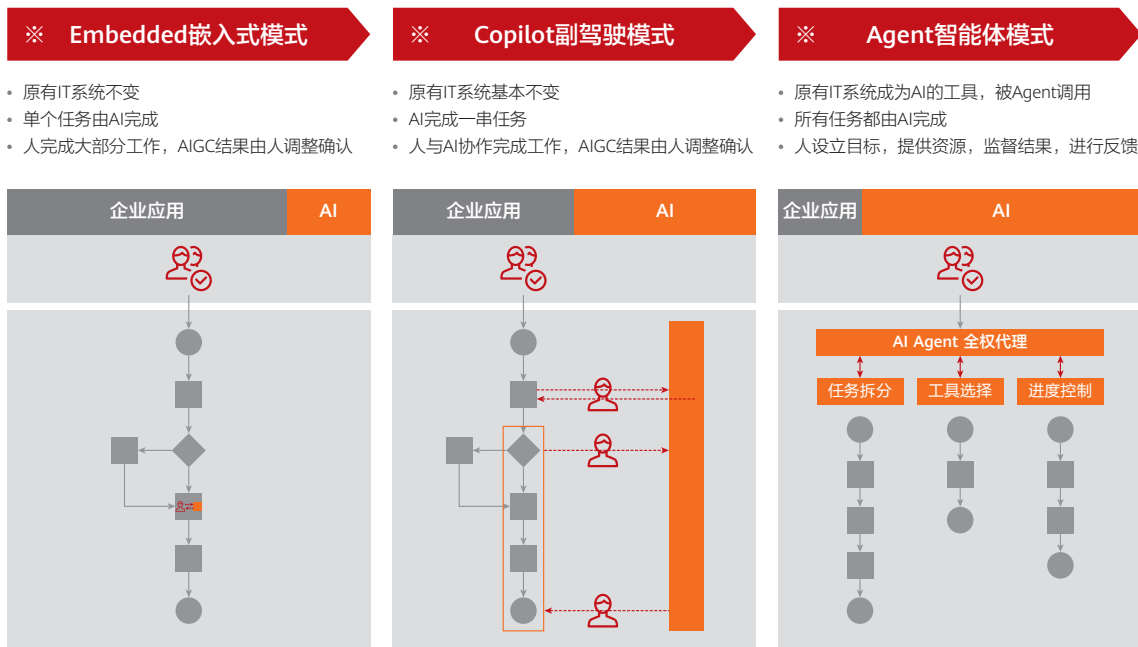 ※ Embedded嵌入式模式
• 原有IT系统不变
• 单个任务由AI完成
• 人完成大部分工作，AIGC结果由人调整确认
企业应用
AI
※ Copilot副驾驶模式
• 原有IT系统基本不变
• AI完成一串任务
• 人与AI协作完成工作，AIGC结果由人调整确认
企业应用
AI
※ Agent智能体模式
• 原有IT系统成为AI的工具，被Agent调用
• 所有任务都由AI完成
• 人设立目标，提供资源，监督结果，进行反馈
企业应用
AI
AI Agent 全权代理
任务拆分
工具选择
进度控制